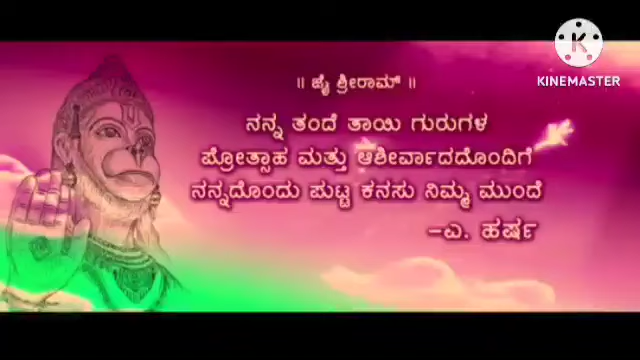 KINEMASTER
॥ ಜೈ ಶ್ರೀರಾಮ್ ॥
ನನ್ನ ತಂದೆ ತಾಯಿ ಗುರುಗಳ
ಪ್ರೋತ್ಸಾಹ ಮತ್ತು ಆಶೀರ್ವಾದದೊಂದಿಗೆ
ನನ್ನದೊಂದು ಪುಟ್ಟ ಕನಸು ನಿಮ್ಮ ಮುಂದೆ
-ಎ. ಹರ್ಷ